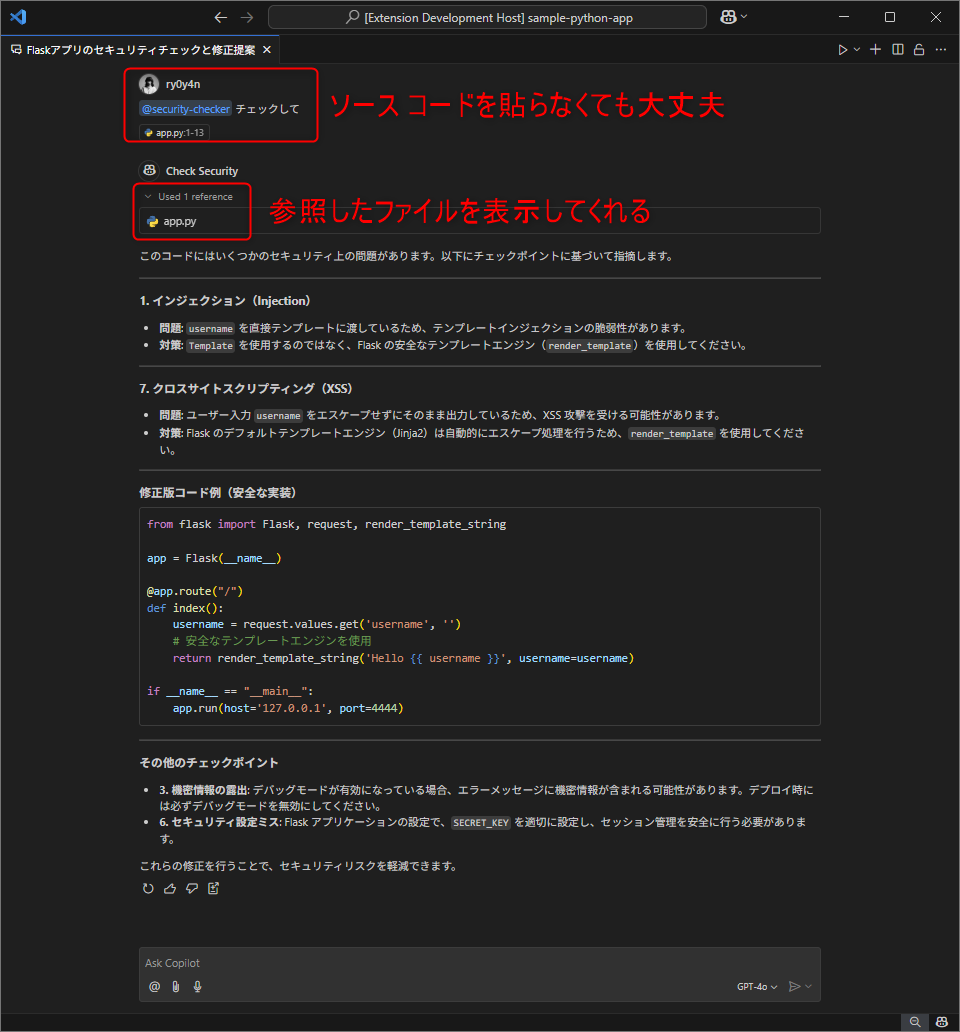 [Extension Development Host] sample-python-app
Flaskアプリのセキュリティチェックと修正提案
ry0y4n
@security-checker チェックして
app.py:1-13
ソースコードを貼らなくても大丈夫
Check Security
Used 1 reference
app.py
参照したファイルを表示してくれる
このコードにはいくつかのセキュリティ上の問題があります。以下にチェックポイントに基づいて指摘します。
1. インジェクション（Injection）
• 問題: username を直接テンプレートに渡しているため、テンプレートインジェクションの脆弱性があります。
• 対策: Template を使用するのではなく、Flask の安全なテンプレートエンジン（render_template）を使用してください。
7. クロスサイトスクリプティング（XSS）
• 問題: ユーザー入力 username をエスケープせずにそのまま出力しているため、XSS 攻撃を受ける可能性があります。
• 対策: Flask のデフォルトテンプレートエンジン（Jinja2）は自動的にエスケープ処理を行うため、render_template を使用してくださ
い。
修正版コード例（安全な実装）
from flask import Flask, request, render_template_string
app = Flask(__name__)
@app.route("/")
def index():
    username = request.values.get('username', '')
    # 安全なテンプレートエンジンを使用
    return render_template_string('Hello {{ username }}', username=username)
if __name__ == "__main__":
    app.run(host='127.0.0.1', port=4444)
その他のチェックポイント
• 3. 機密情報の露出: デバッグモードが有効になっている場合、エラーメッセージに機密情報が含まれる可能性があります。デプロイ時に
は必ずデバッグモードを無効にしてください。
• 6. セキュリティ設定ミス: Flask アプリケーションの設定で、SECRET_KEY を適切に設定し、セッション管理を安全に行う必要がありま
す。
これらの修正を行うことで、セキュリティリスクを軽減できます。
Ask Copilot
GPT-4o